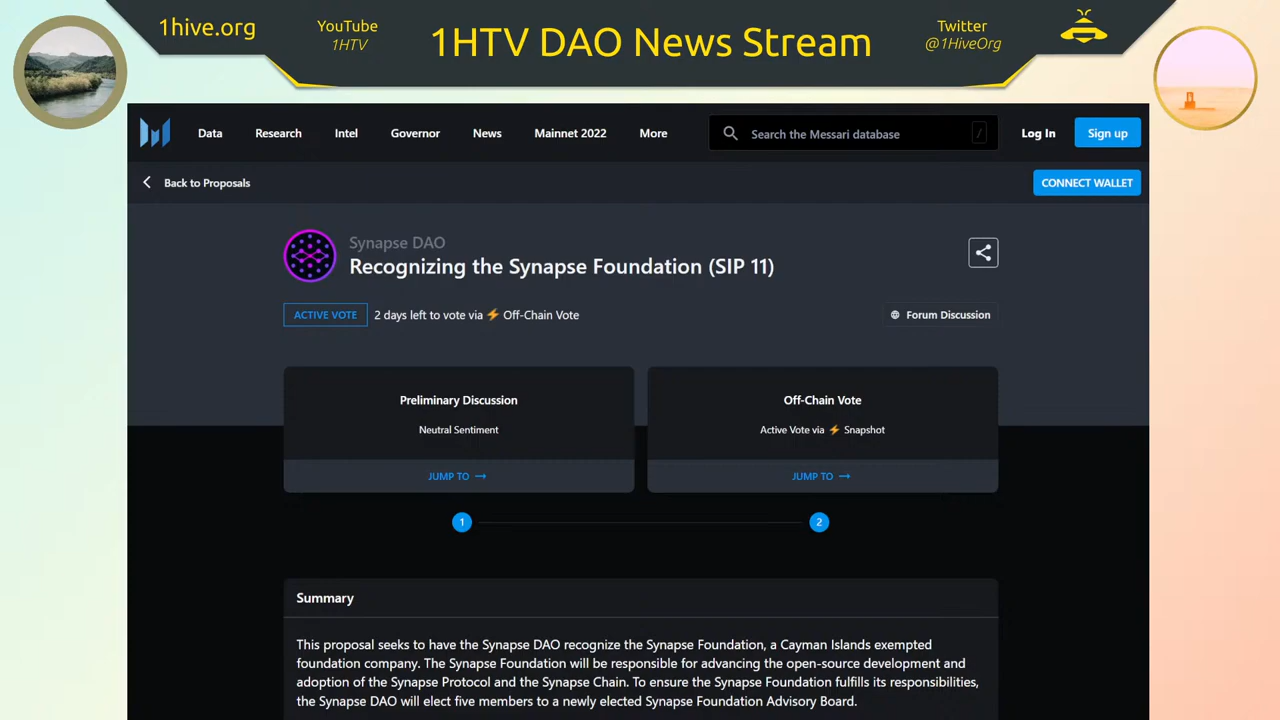 1hive.org
YouTube
1HTV
1HTV DAO News Stream
Twitter
@1HiveOrg
Data Research Intel Governor News Mainnet 2022 More Search the Messari database / Log In Sign up
Back to Proposals CONNECT WALLET
Synapse DAO
Recognizing the Synapse Foundation (SIP 11)
ACTIVE VOTE 2 days left to vote via ⚡ Off-Chain Vote Forum Discussion
Preliminary Discussion
Neutral Sentiment
JUMP TO →
Off-Chain Vote
Active Vote via ⚡ Snapshot
JUMP TO →
1 2
Summary
This proposal seeks to have the Synapse DAO recognize the Synapse Foundation, a Cayman Islands exempted
foundation company. The Synapse Foundation will be responsible for advancing the open-source development and
adoption of the Synapse Protocol and the Synapse Chain. To ensure the Synapse Foundation fulfills its responsibilities,
the Synapse DAO will elect five members to a newly elected Synapse Foundation Advisory Board.